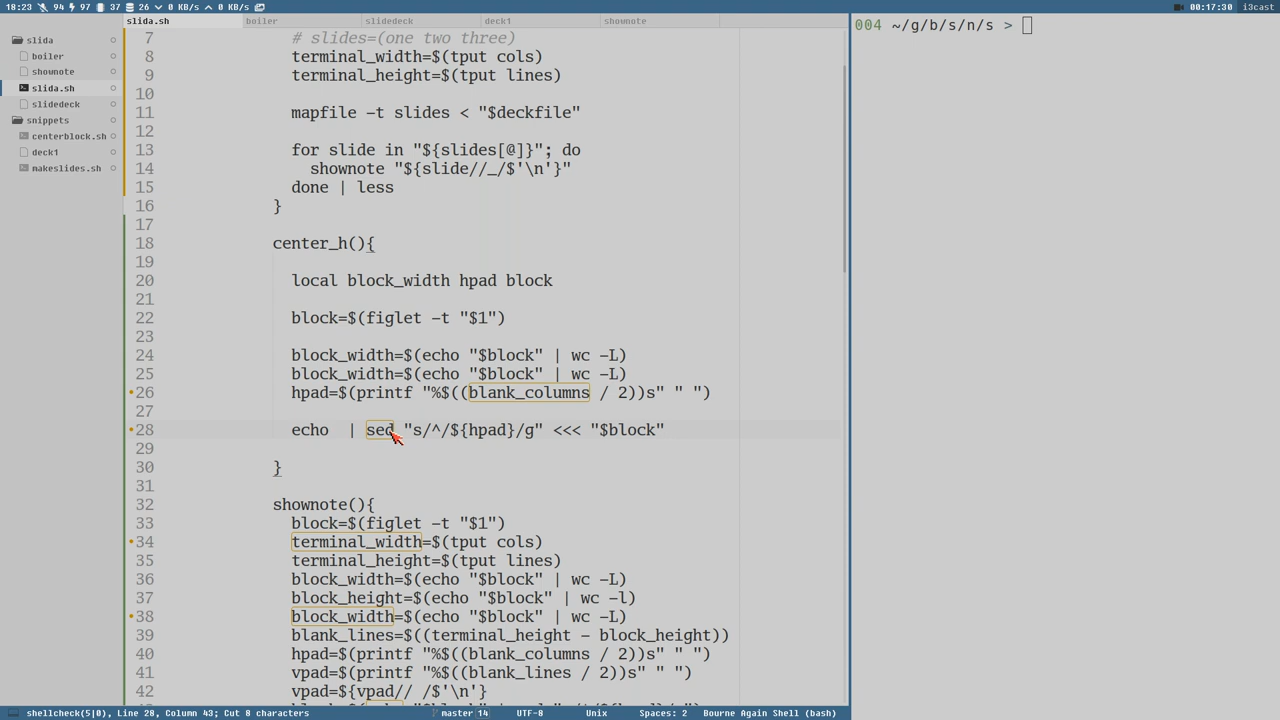 18:23 94 97 37 26 0 KB/s 0 KB/s 00:17:30 i3cast
slida.sh boiler slidedeck deck1 shownote
slida
boiler
shownote
slida.sh
slidedeck
snippets
centerblock.sh
deck1
makeslides.sh
7 # slides=(one two three)
8 terminal_width=$(tput cols)
9 terminal_height=$(tput lines)
10
11 mapfile -t slides < "$deckfile"
12
13 for slide in "${slides[@]}"; do
14 shownote "${slide//_/$'\n'}"
15 done | less
16 }
17
18 center_h(){
19
20 local block_width hpad block
21
22 block=$(figlet -t "$1")
23
24 block_width=$(echo "$block" | wc -L)
25 block_width=$(echo "$block" | wc -L)
26 hpad=$(printf "%$((blank_columns / 2))s" " ")
27
28 echo  | sed "s/^/${hpad}/g" <<< "$block"
29
30 }
31
32 shownote(){
33 block=$(figlet -t "$1")
34 terminal_width=$(tput cols)
35 terminal_height=$(tput lines)
36 block_width=$(echo "$block" | wc -L)
37 block_height=$(echo "$block" | wc -l)
38 block_width=$(echo "$block" | wc -L)
39 blank_lines=$((terminal_height - block_height))
40 hpad=$(printf "%$((blank_columns / 2))s" " ")
41 vpad=$(printf "%$((blank_lines / 2))s" " ")
42 vpad=${vpad// /$'\n'}
004 ~/g/b/s/n/s >
shellcheck(5|0), Line 28, Column 43; Cut 8 characters master 14 UTF-8 Unix Spaces: 2 Bourne Again Shell (bash)